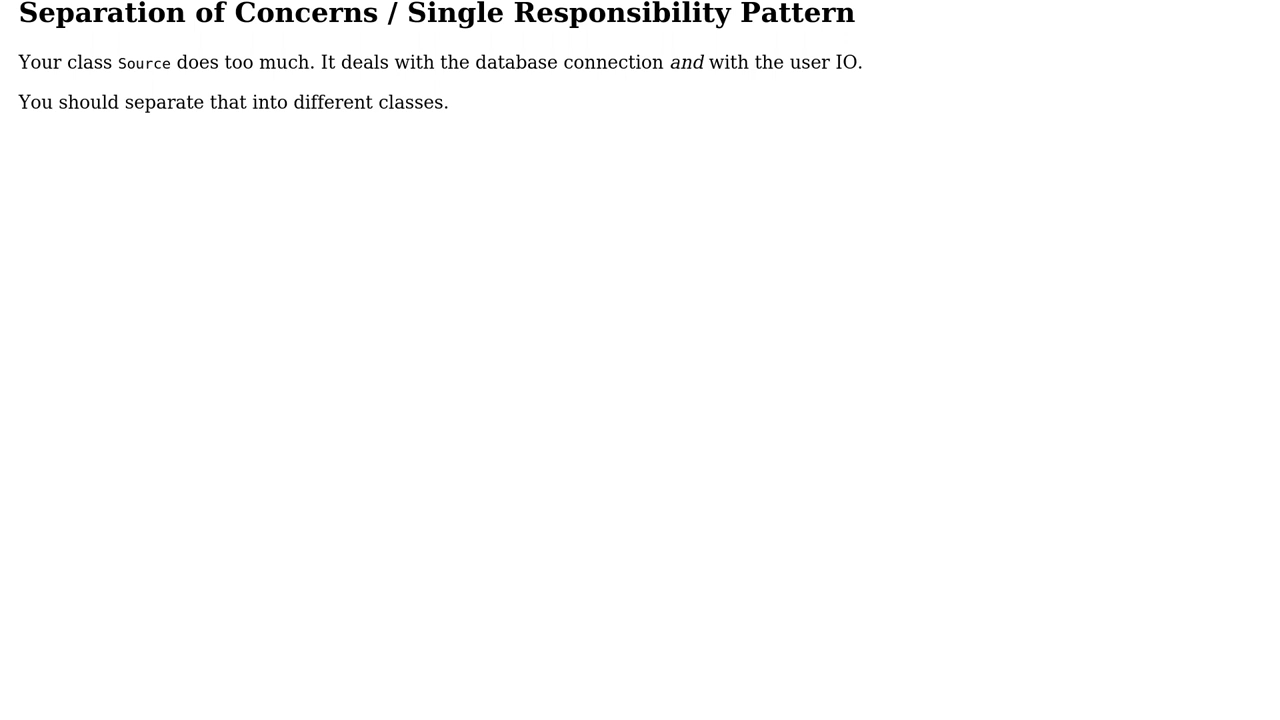 Separation of Concerns / Single Responsibility Pattern
Your class Source does too much. It deals with the database connection and with the user IO.
You should separate that into different classes.